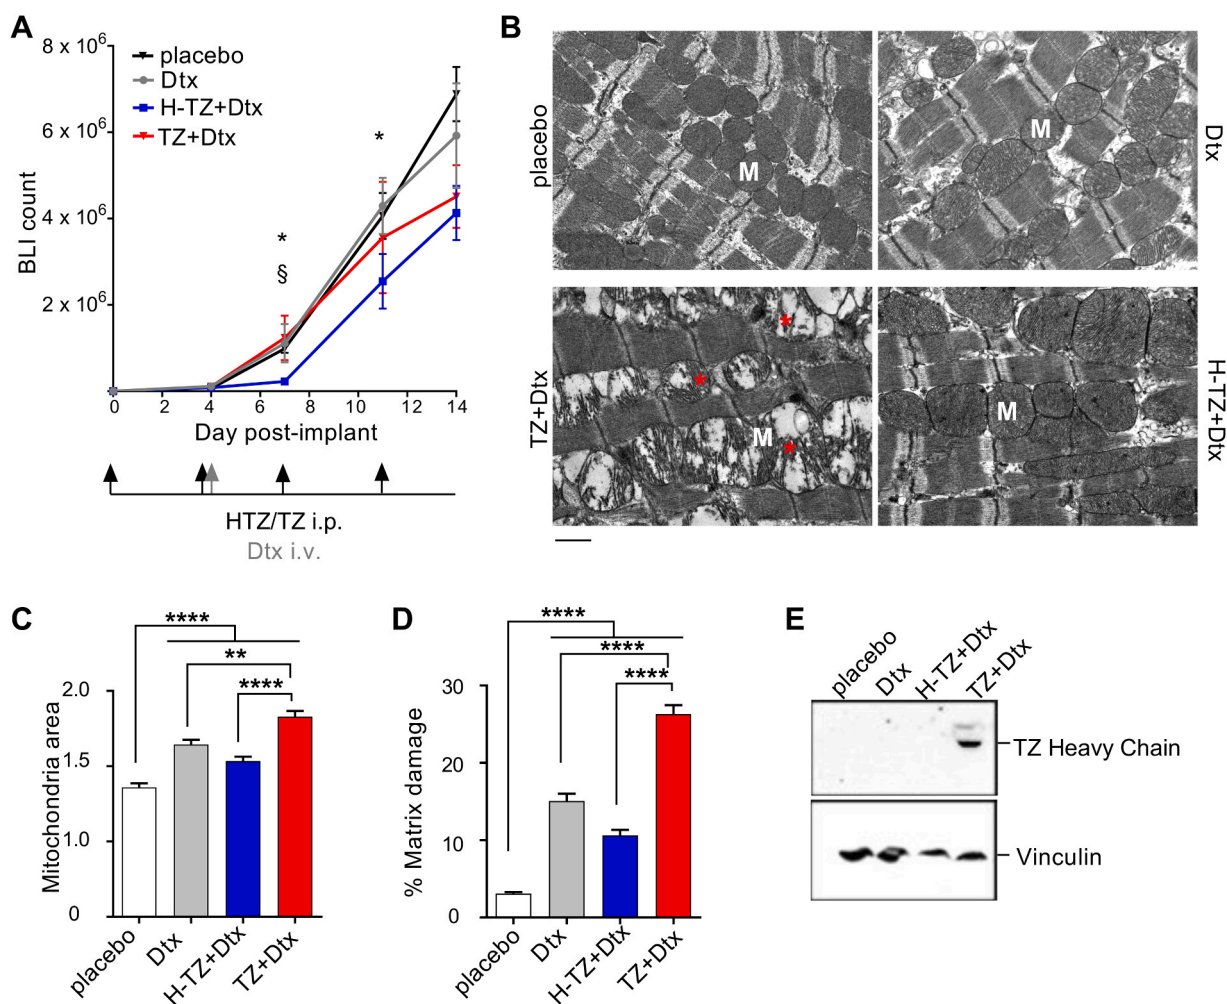 A
8 x 10⁶
6 x 10⁶
4 x 10⁶
2 x 10⁶
BLI count
placebo
Dtx
H-TZ+Dtx
TZ+Dtx
*
*
§
0 2 4 6 8 10 12 14
Day post-implant
HTZ/TZ i.p.
Dtx i.v.
B
placebo
M
M
Dtx
TZ+Dtx
*
*
M
*
M
H-TZ+Dtx
C
****
**
****
Mitochondria area
2.0
1.5
1.0
0
placebo
Dtx
H-TZ+Dtx
TZ+Dtx
D
****
****
****
% Matrix damage
30
20
10
0
placebo
Dtx
H-TZ+Dtx
TZ+Dtx
E
placebo
Dtx
H-TZ+Dtx
TZ+Dtx
TZ Heavy Chain
Vinculin